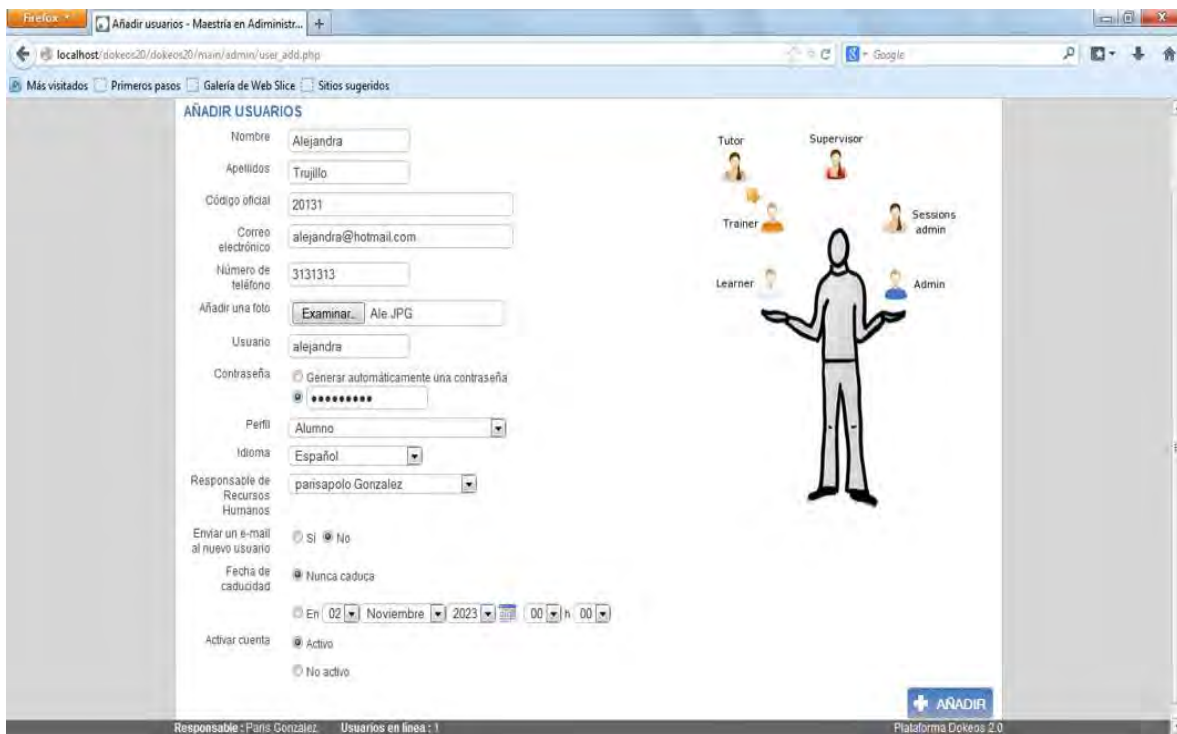 Firefox
Añadir usuarios - Maestría en Adiministr...
localhost/dokeos20/dokeos20/main/admin/user_add.php
Google
Más visitados Primeros pasos Galería de Web Slice Sitios sugeridos
AÑADIR USUARIOS
Nombre Alejandra
Apellidos Trujillo
Código oficial 20131
Correo electrónico alejandra@hotmail.com
Número de teléfono 3131313
Añadir una foto Examinar.. Ale JPG
Usuario alejandra
Contraseña Generar automáticamente una contraseña
•••••••••
Perfil Alumno
Idioma Español
Responsable de Recursos Humanos parisapolo Gonzalez
Enviar un e-mail al nuevo usuario Si No
Fecha de caducidad Nunca caduca
En 02 Noviembre 2023 00 h 00
Activar cuenta Activo
No activo
Tutor
Supervisor
Trainer
Sessions admin
Learner
Admin
AÑADIR
Responsable : Paris Gonzalez Usuarios en línea : 1 Plataforma Dokeos 2.0